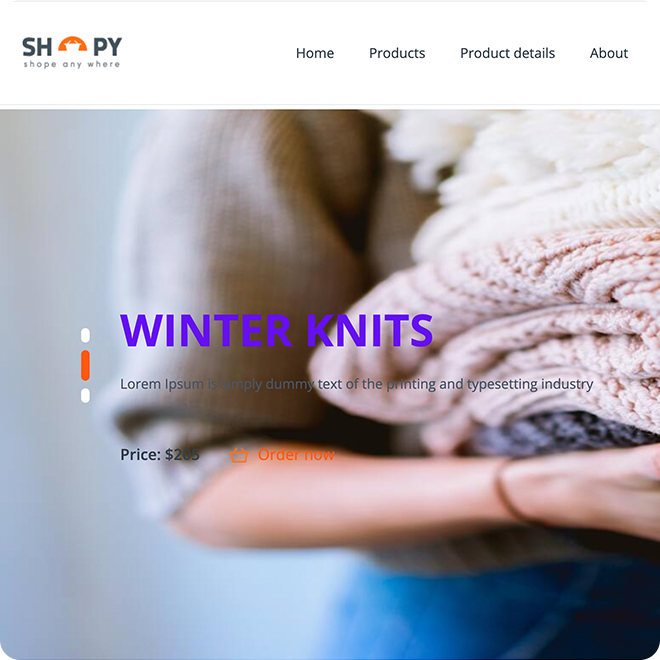 SH PY
shope any where
Home Products Product details About
WINTER KNITS
Lorem Ipsum is simply dummy text of the printing and typesetting industry
Price: $265 Order now